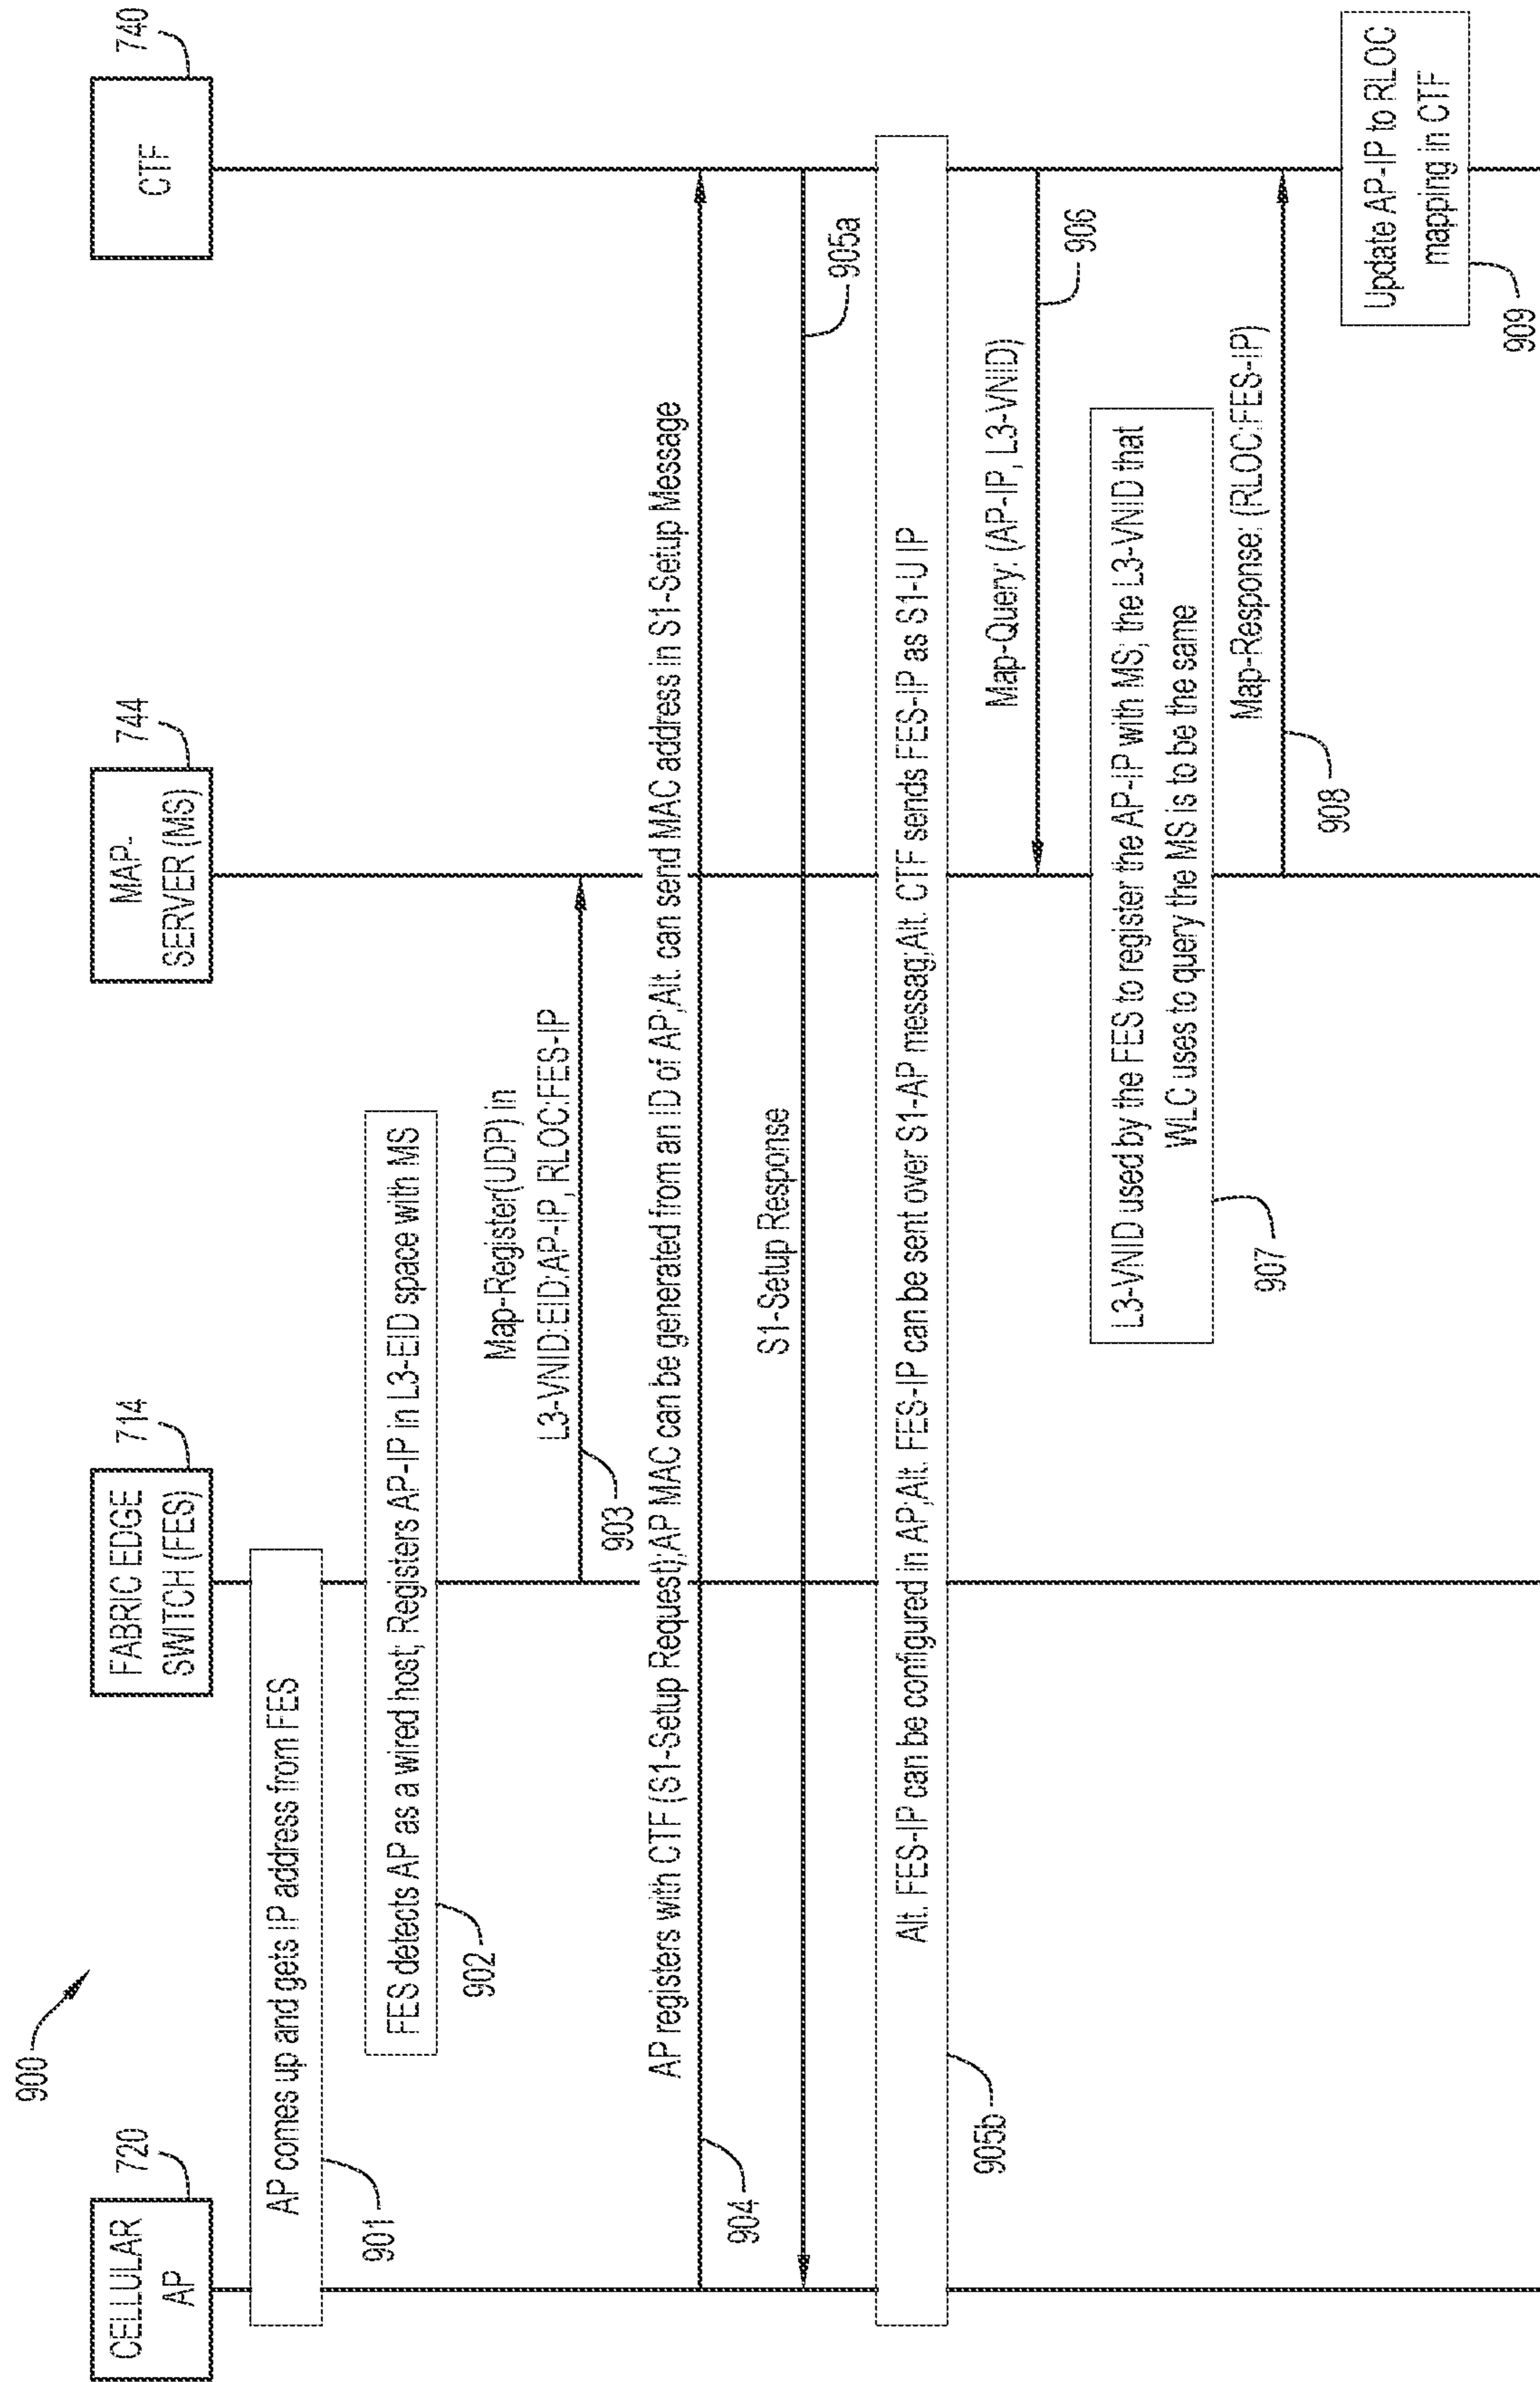 900
CELLULAR
AP
720
FABRIC EDGE
SWITCH (FES)
714
MAP-
SERVER (MS)
744
CTF
740
AP comes up and gets IP address from FES
901
FES detects AP as a wired host; Registers AP-IP in L3-EID space with MS
902
Map-Register(UDP) in
L3-VNID:EID:AP-IP, RLOC:FES-IP
903
AP registers with CTF (S1-Setup Request);AP MAC can be generated from an ID of AP;Alt. can send MAC address in S1-Setup Message
904
S1-Setup Response
905a
Alt. FES-IP can be configured in AP;Alt. FES-IP can be sent over S1-AP messag;Alt. CTF sends FES-IP as S1-U IP
905b
Map-Query: (AP-IP, L3-VNID)
906
L3-VNID used by the FES to register the AP-IP with MS; the L3-VNID that
WLC uses to query the MS is to be the same
907
Map-Response: (RLOC:FES-IP)
908
Update AP-IP to RLOC
mapping in CTF
909